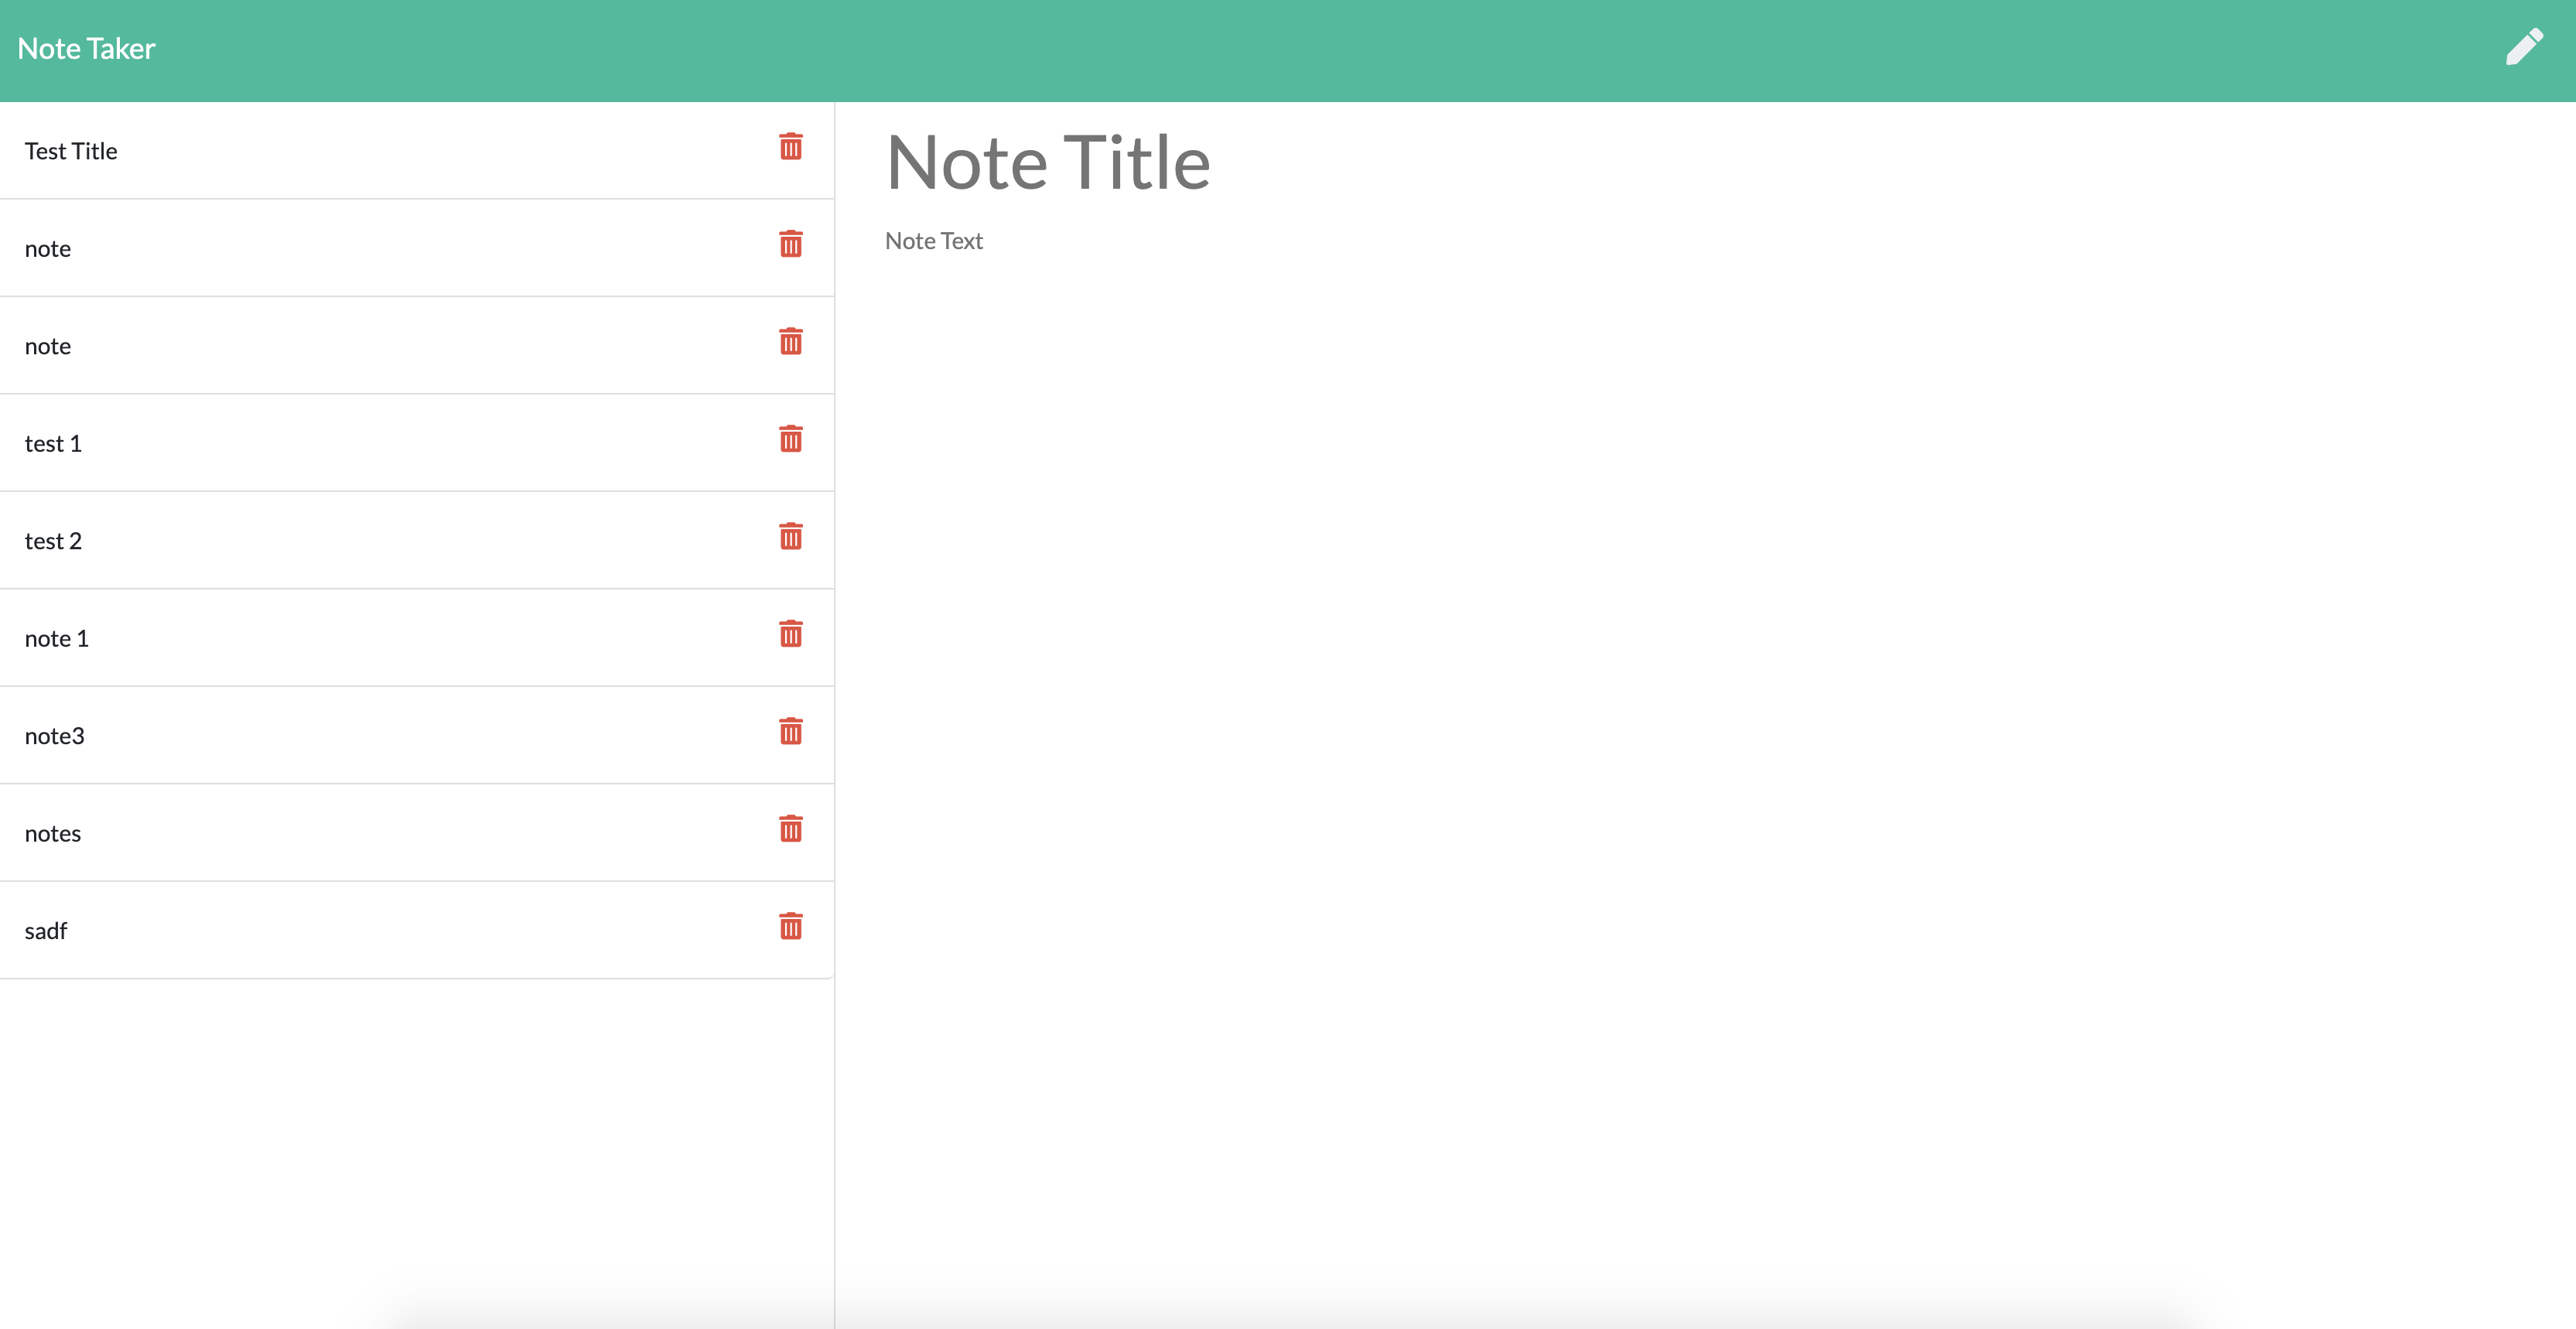 Note Taker
Test Title
note
note
test 1
test 2
note 1
note3
notes
sadf
Note Title
Note Text